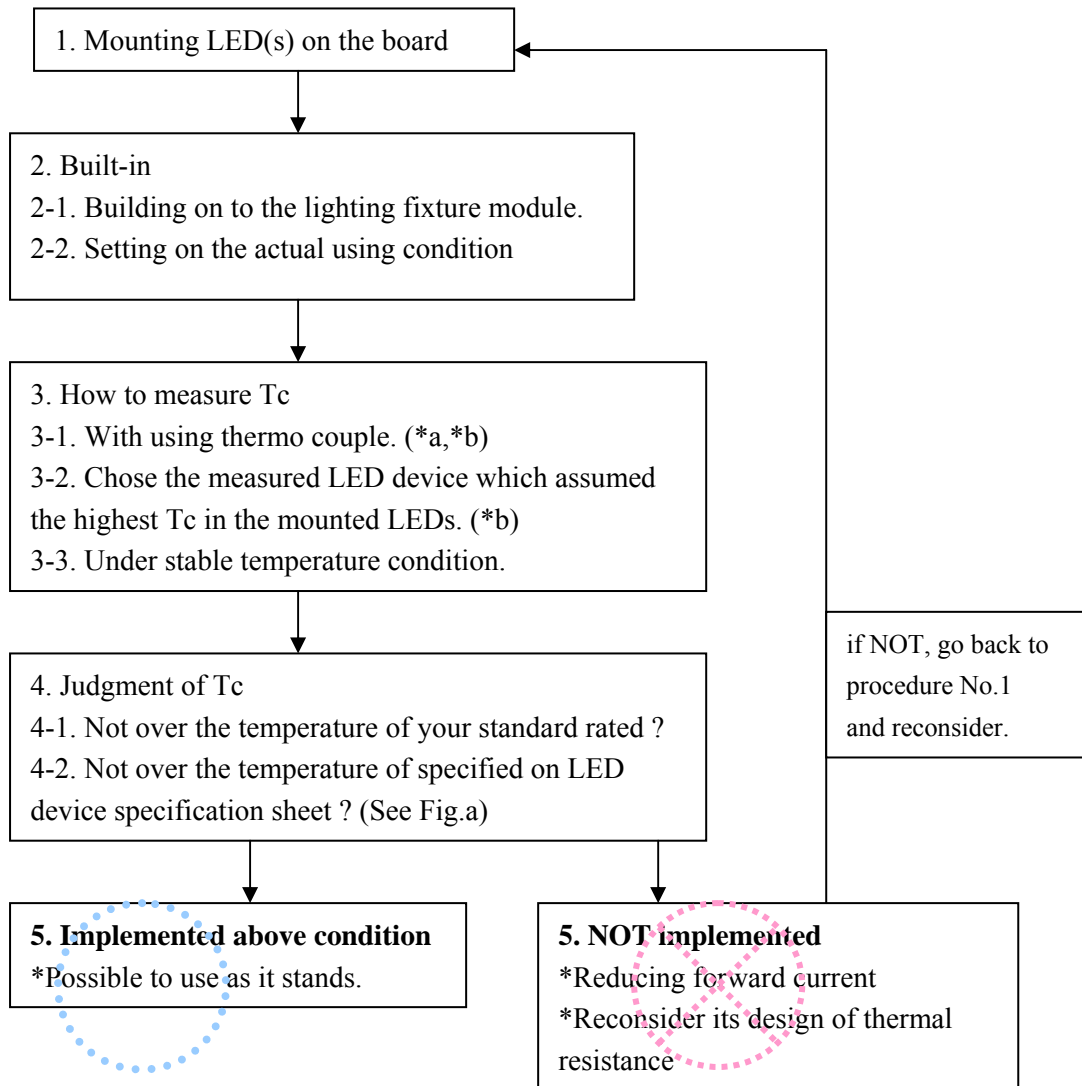 1. Mounting LED(s) on the board
2. Built-in
2-1. Building on to the lighting fixture module.
2-2. Setting on the actual using condition
3. How to measure Tc
3-1. With using thermo couple. (*a,*b)
3-2. Chose the measured LED device which assumed
the highest Tc in the mounted LEDs. (*b)
3-3. Under stable temperature condition.
if NOT, go back to
procedure No.1
and reconsider.
4. Judgment of Tc
4-1. Not over the temperature of your standard rated ?
4-2. Not over the temperature of specified on LED
device specification sheet ? (See Fig.a)
5. Implemented above condition
*Possible to use as it stands.
5. NOT implemented
*Reducing forward current
*Reconsider its design of thermal
resistance